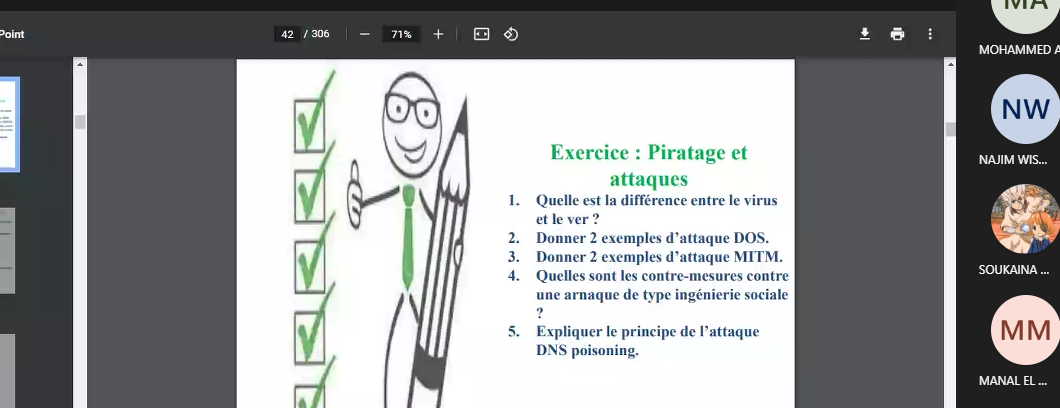 Point
42 / 306
71%
MA
MOHAMMED A
NW
NAJIM WIS...
SOUKAINA ...
MM
MANAL EL ...
Exercice : Piratage et
attaques
1. Quelle est la différence entre le virus
et le ver ?
2. Donner 2 exemples d’attaque DOS.
3. Donner 2 exemples d’attaque MITM.
4. Quelles sont les contre-mesures contre
une arnaque de type ingénierie sociale
?
5. Expliquer le principe de l’attaque
DNS poisoning.